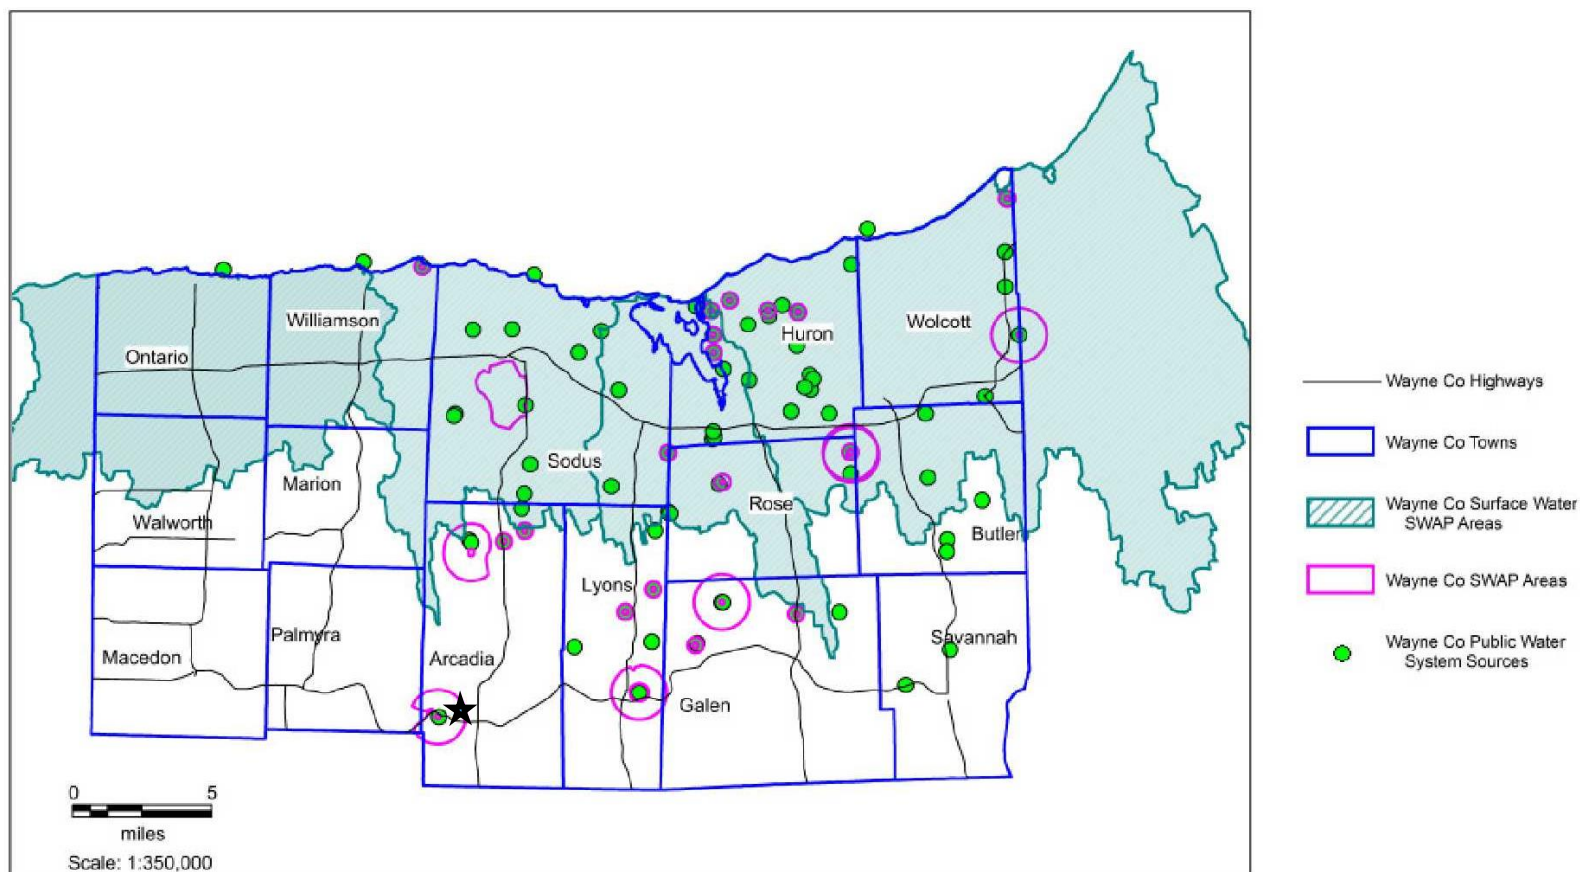 Williamson
Ontario
Huron
Wolcott
Sodus
Marion
Walworth
Rose
Butler
Lyons
Palmyra
Macedon
Arcadia
Savannah
Galen
0 5
miles
Scale: 1:350,000
Wayne Co Highways
Wayne Co Towns
Wayne Co Surface Water
SWAP Areas
Wayne Co SWAP Areas
Wayne Co Public Water
System Sources